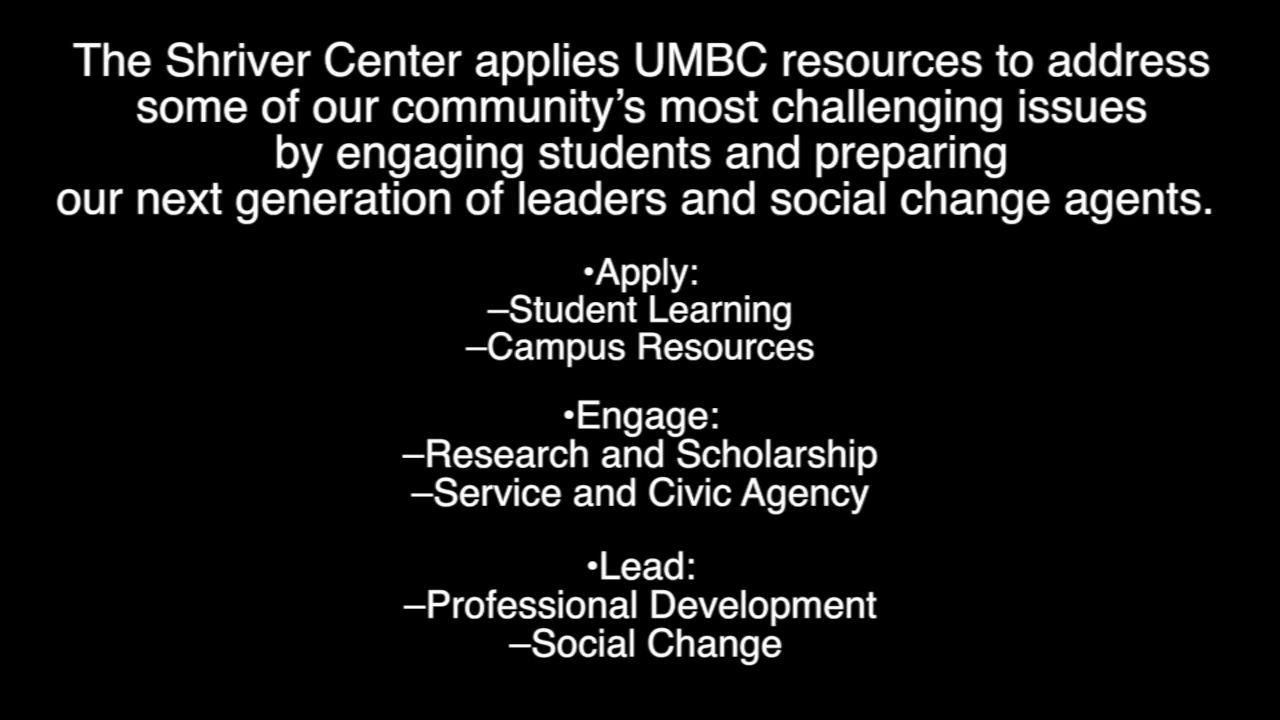 The Shriver Center applies UMBC resources to address
some of our community’s most challenging issues
by engaging students and preparing
our next generation of leaders and social change agents.
•Apply:
–Student Learning
–Campus Resources
•Engage:
–Research and Scholarship
–Service and Civic Agency
•Lead:
–Professional Development
–Social Change